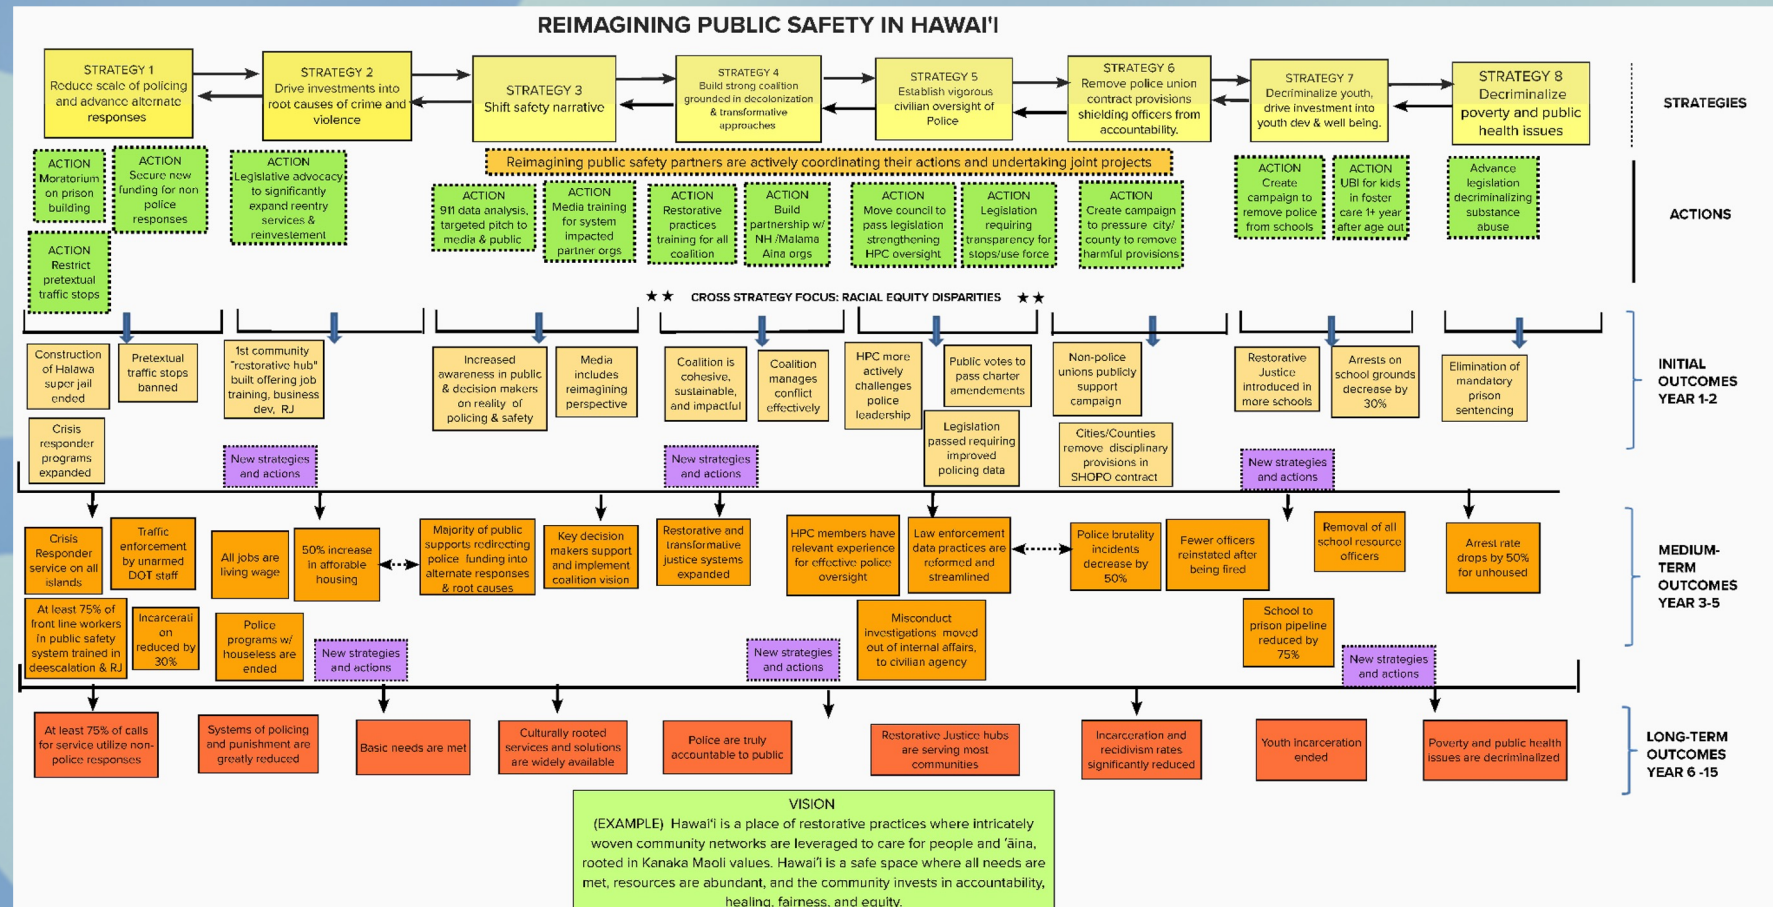 REIMAGINING PUBLIC SAFETY IN HAWAI'I
STRATEGY 1
Reduce scale of policing
and advance alternate
responses
STRATEGY 2
Drive investments into
root causes of crime and
violence
STRATEGY 3
Shift safety narrative
STRATEGY 4
Build strong coalition
grounded in decolonization
& transformative
approaches
STRATEGY 5
Establish vigorous
civilian oversight of
Police
STRATEGY 6
Remove police union
contract provisions
shielding officers from
accountability.
STRATEGY 7
Decriminalize youth,
drive investment into
youth dev & well being.
STRATEGY 8
Decriminalize
poverty and public
health issues
STRATEGIES
Reimagining public safety partners are actively coordinating their actions and undertaking joint projects
ACTION
Moratorium
on prison
building
ACTION
Secure new
funding for non
police
responses
ACTION
Restrict
pretextual
traffic stops
ACTION
Legislative advocacy
to significantly
expand reentry
services &
reinvestement
ACTION
911 data analysis,
targeted pitch to
media & public
ACTION
Media training
for system
impacted
partner orgs
ACTION
Restorative
practices
training for all
coalition
ACTION
Build
partnership w/
NH /Malama
Aina orgs
ACTION
Move council to
pass legislation
strengthening
HPC oversight
ACTION
Legislation
requiring
transparency for
stops/use force
ACTION
Create campaign
to pressure city/
county to remove
harmful provisions
ACTION
Create
campaign to
remove police
from schools
ACTION
UBI for kids
in foster
care 1+ year
after age out
Advance
legislation
decriminalizing
substance
abuse
ACTIONS
★ ★ CROSS STRATEGY FOCUS: RACIAL EQUITY DISPARITIES ★ ★
Construction
of Halawa
super jail
ended
Pretextual
traffic stops
banned
Crisis
responder
programs
expanded
1st community
"restorative hub"
built offering job
training, business
dev, RJ
Increased
awareness in public
& decision makers
on reality of
policing & safety
Media
includes
reimagining
perspective
Coalition is
cohesive,
sustainable,
and impactful
Coalition
manages
conflict
effectively
HPC more
actively
challenges
police
leadership
Public votes to
pass charter
amendements
Legislation
passed requiring
improved
policing data
Non-police
unions publicly
support
campaign
Cities/Counties
remove disciplinary
provisions in
SHOPO contract
Restorative
Justice
introduced in
more schools
Arrests on
school grounds
decrease by
30%
Elimination of
mandatory
prison
sentencing
INITIAL
OUTCOMES
YEAR 1-2
New strategies
and actions
New strategies
and actions
New strategies
and actions
Crisis
Responder
service on all
islands
Traffic
enforcement
by unarmed
DOT staff
At least 75% of
front line workers
in public safety
system trained in
deescalation & RJ
Incarcerati
on
reduced by
30%
All jobs are
living wage
50% increase
in afforable
housing
Police
programs w/
houseless are
ended
Majority of public
supports redirecting
police funding into
alternate responses
& root causes
Key decision
makers support
and implement
coalition vision
Restorative and
transformative
justice systems
expanded
HPC members have
relevant experience
for effective police
oversight
Law enforcement
data practices are
reformed and
streamlined
Misconduct
investigations moved
out of internal affairs,
to civilian agency
Police brutality
incidents
decrease by
50%
Fewer officers
reinstated after
being fired
Removal of all
school resource
officers
School to
prison pipeline
reduced by
75%
Arrest rate
drops by 50%
for unhoused
MEDIUM-
TERM
OUTCOMES
YEAR 3-5
New strategies
and actions
New strategies
and actions
New strategies
and actions
At least 75% of calls
for service utilize non-
police responses
Systems of policing
and punishment are
greatly reduced
Basic needs are met
Culturally rooted
services and solutions
are widely available
Police are truly
accountable to public
Restorative Justice hubs
are serving most
communities
Incarceration and
recidivism rates
significantly reduced
Youth incarceration
ended
Poverty and public health
issues are decriminalized
LONG-TERM
OUTCOMES
YEAR 6 -15
VISION
(EXAMPLE) Hawaiʻi is a place of restorative practices where intricately
woven community networks are leveraged to care for people and ʻāina,
rooted in Kanaka Maoli values. Hawaiʻi is a safe space where all needs are
met, resources are abundant, and the community invests in accountability,
healing, fairness, and equity.